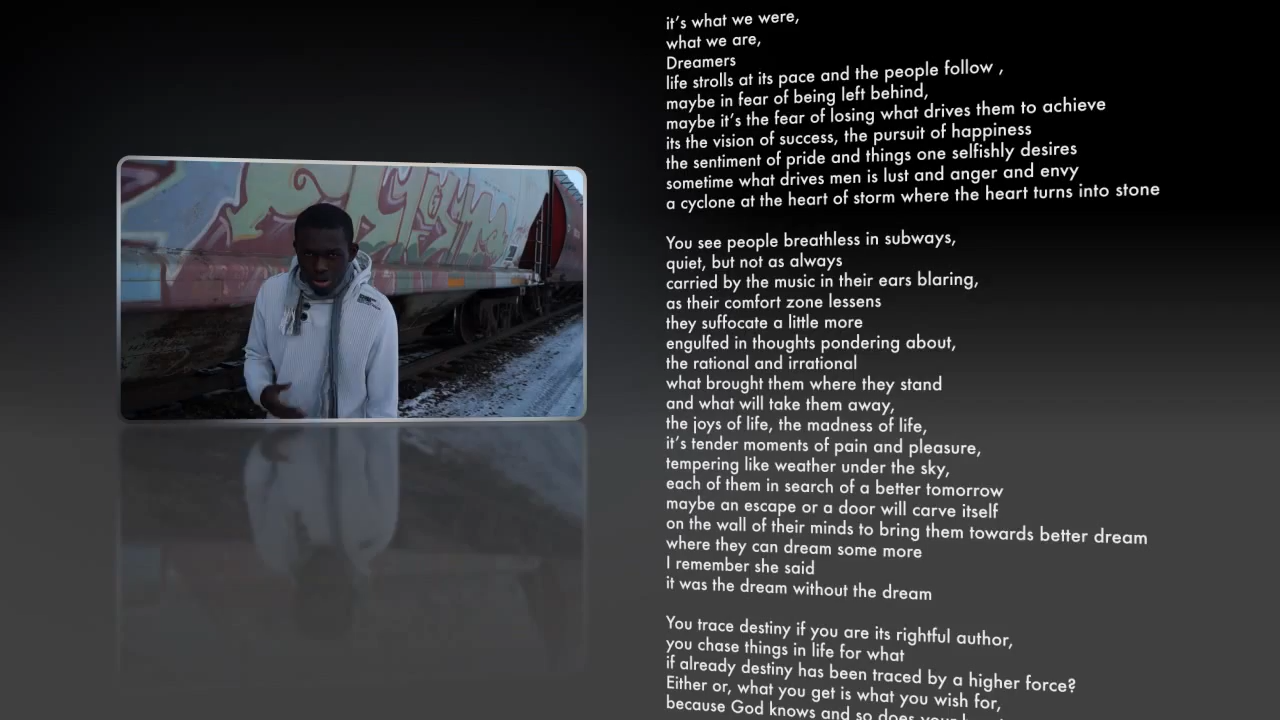 it's what we were,
what we are,
Dreamers
life strolls at its pace and the people follow ,
maybe in fear of being left behind,
maybe it's the fear of losing what drives them to achieve
its the vision of success, the pursuit of happiness
the sentiment of pride and things one selfishly desires
sometime what drives men is lust and anger and envy
a cyclone at the heart of storm where the heart turns into stone
You see people breathless in subways,
quiet, but not as always
carried by the music in their ears blaring,
as their comfort zone lessens
they suffocate a little more
engulfed in thoughts pondering about,
the rational and irrational
what brought them where they stand
and what will take them away,
the joys of life, the madness of life,
it's tender moments of pain and pleasure,
tempering like weather under the sky,
each of them in search of a better tomorrow
maybe an escape or a door will carve itself
on the wall of their minds to bring them towards better dream
where they can dream some more
I remember she said
it was the dream without the dream
You trace destiny if you are its rightful author,
you chase things in life for what
if already destiny has been traced by a higher force?
Either or, what you get is what you wish for,
because God knows and so does your